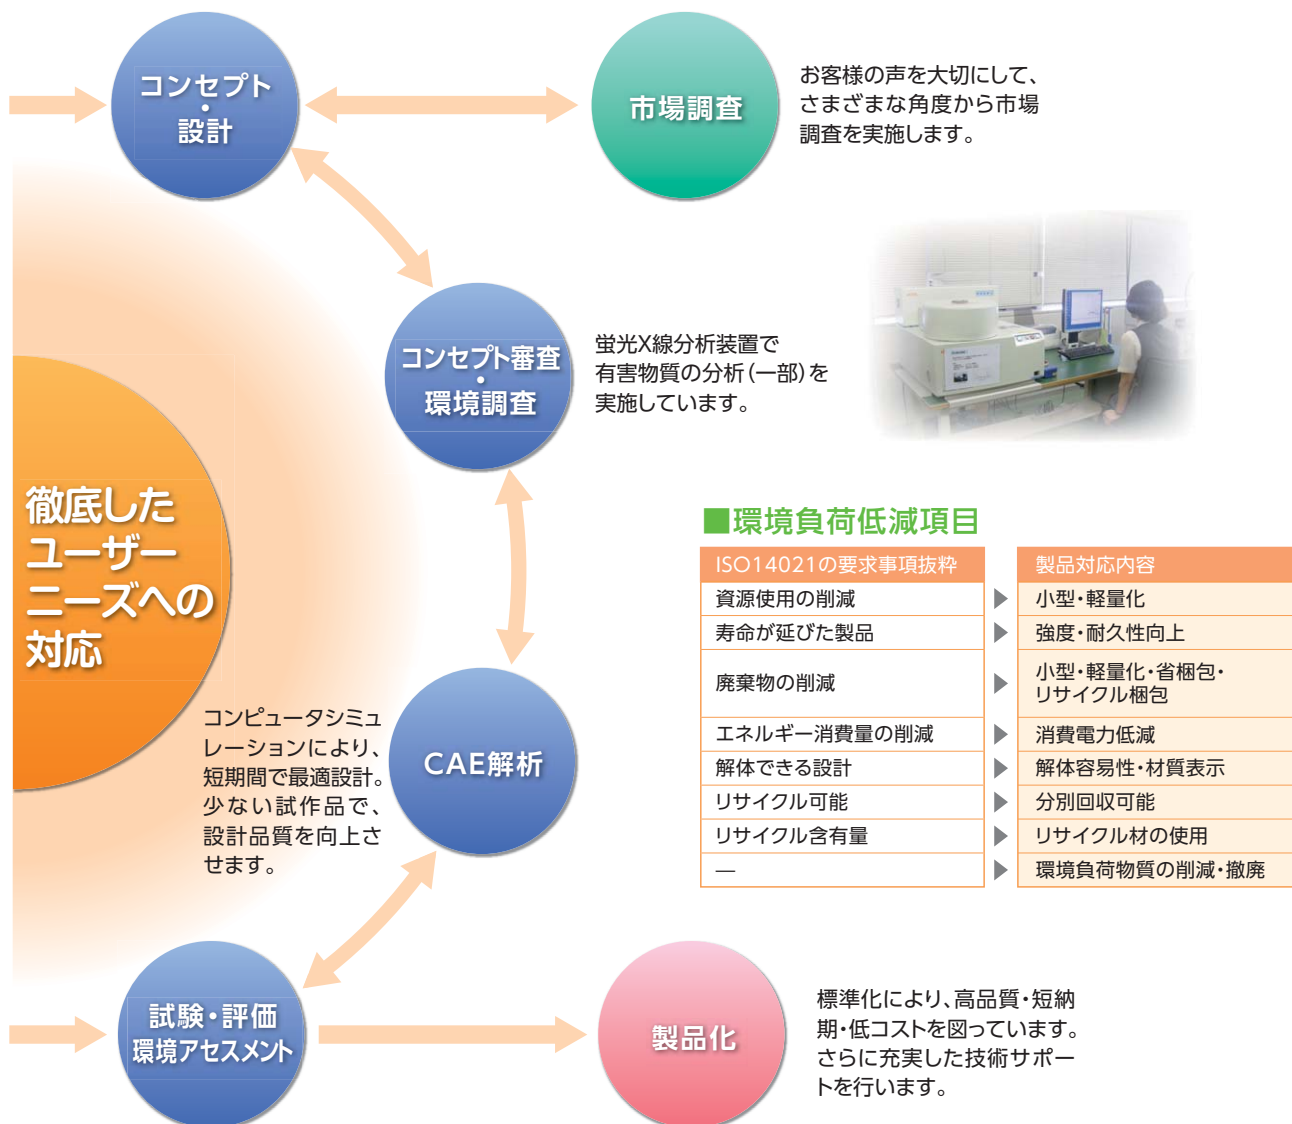 コンセプト
・
設計
市場調査
お客様の声を大切にして、
さまざまな角度から市場
調査を実施します。
コンセプト審査
・
環境調査
蛍光X線分析装置で
有害物質の分析(一部)を
実施しています。
徹底した
ユーザー
ニーズへの
対応
■環境負荷低減項目
ISO14021の要求事項抜粋 製品対応内容
資源使用の削減 ▶ 小型・軽量化
寿命が延びた製品 ▶ 強度・耐久性向上
廃棄物の削減 ▶ 小型・軽量化・省梱包・
リサイクル梱包
エネルギー消費量の削減 ▶ 消費電力低減
解体できる設計 ▶ 解体容易性・材質表示
リサイクル可能 ▶ 分別回収可能
リサイクル含有量 ▶ リサイクル材の使用
― ▶ 環境負荷物質の削減・撤廃
コンピュータシミュ
レーションにより、
短期間で最適設計。
少ない試作品で、
設計品質を向上さ
せます。
CAE解析
試験・評価
環境アセスメント
製品化
標準化により、高品質・短納
期・低コストを図っています。
さらに充実した技術サポー
トを行います。